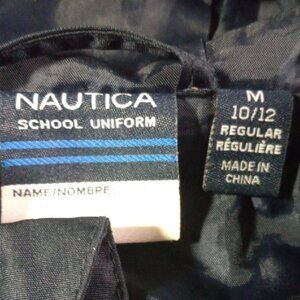 NAUTICA
SCHOOL UNIFORM
NAME/NOMBRE
M
10/12
REGULAR
RÉGULIÈRE
MADE IN
CHINA